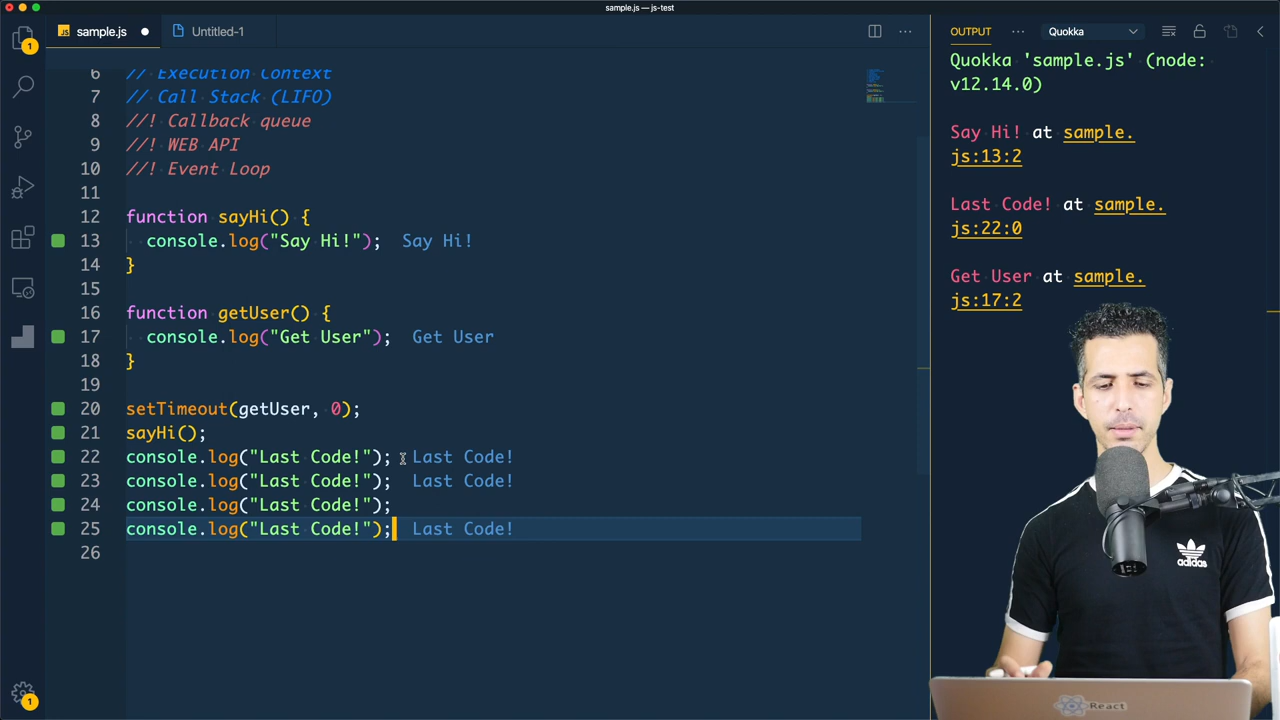 sample.js — js-test
sample.js
Untitled-1
1
6 // Execution Context
7 // Call Stack (LIFO)
8 //! Callback queue
9 //! WEB API
10 //! Event Loop
11
12 function sayHi() {
13 console.log("Say Hi!"); Say Hi!
14 }
15
16 function getUser() {
17 console.log("Get User"); Get User
18 }
19
20 setTimeout(getUser, 0);
21 sayHi();
22 console.log("Last Code!"); Last Code!
23 console.log("Last Code!"); Last Code!
24 console.log("Last Code!");
25 console.log("Last Code!"); Last Code!
26
1
OUTPUT
Quokka
Quokka 'sample.js' (node:
v12.14.0)
Say Hi! at sample.
js:13:2
Last Code! at sample.
js:22:0
Get User at sample.
js:17:2
adidas
React